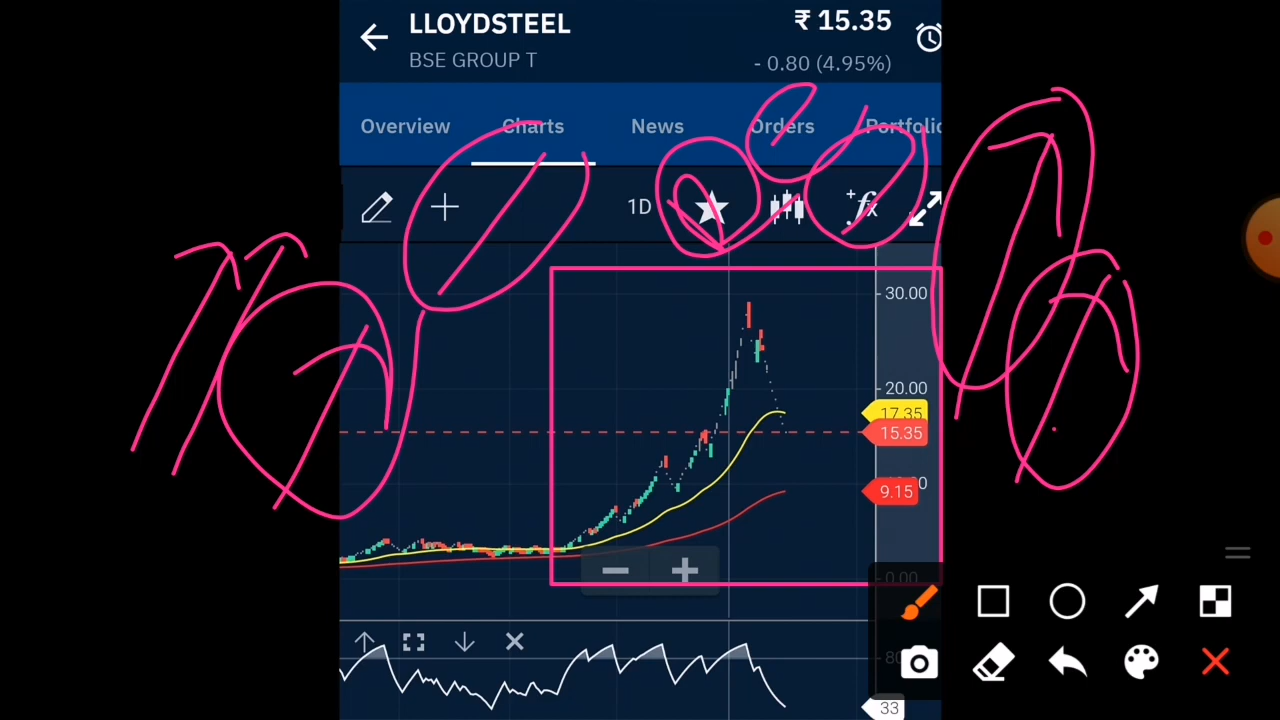 LLOYDSTEEL
₹ 15.35
BSE GROUP T
- 0.80 (4.95%)
Overview
Charts
News
Orders
Portfolio
1D
fx
30.00
20.00
17.35
15.35
9.15
0.00
80
33